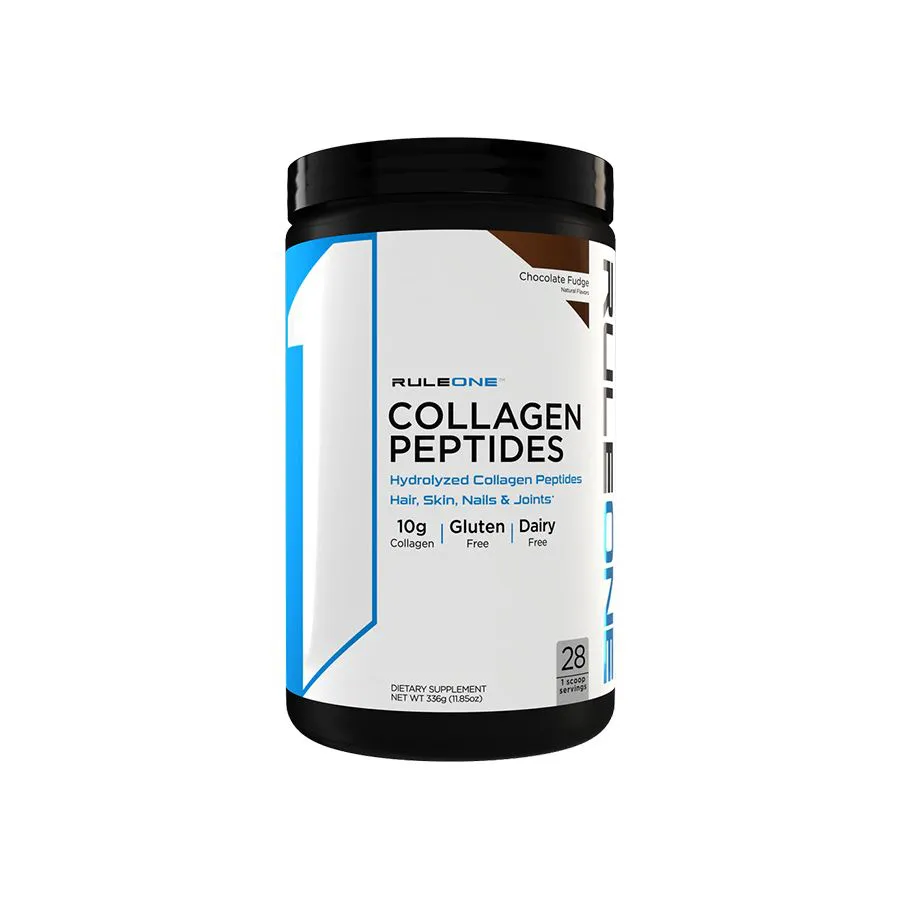 Chocolate Fudge
Natural Flavors
RULEONE™
COLLAGEN
PEPTIDES
Hydrolyzed Collagen Peptides
Hair, Skin, Nails & Joints*
10g
Collagen
Gluten
Free
Dairy
Free
28
1 scoop
servings
DIETARY SUPPLEMENT
NET WT 336g (11.85oz)
RULEONE